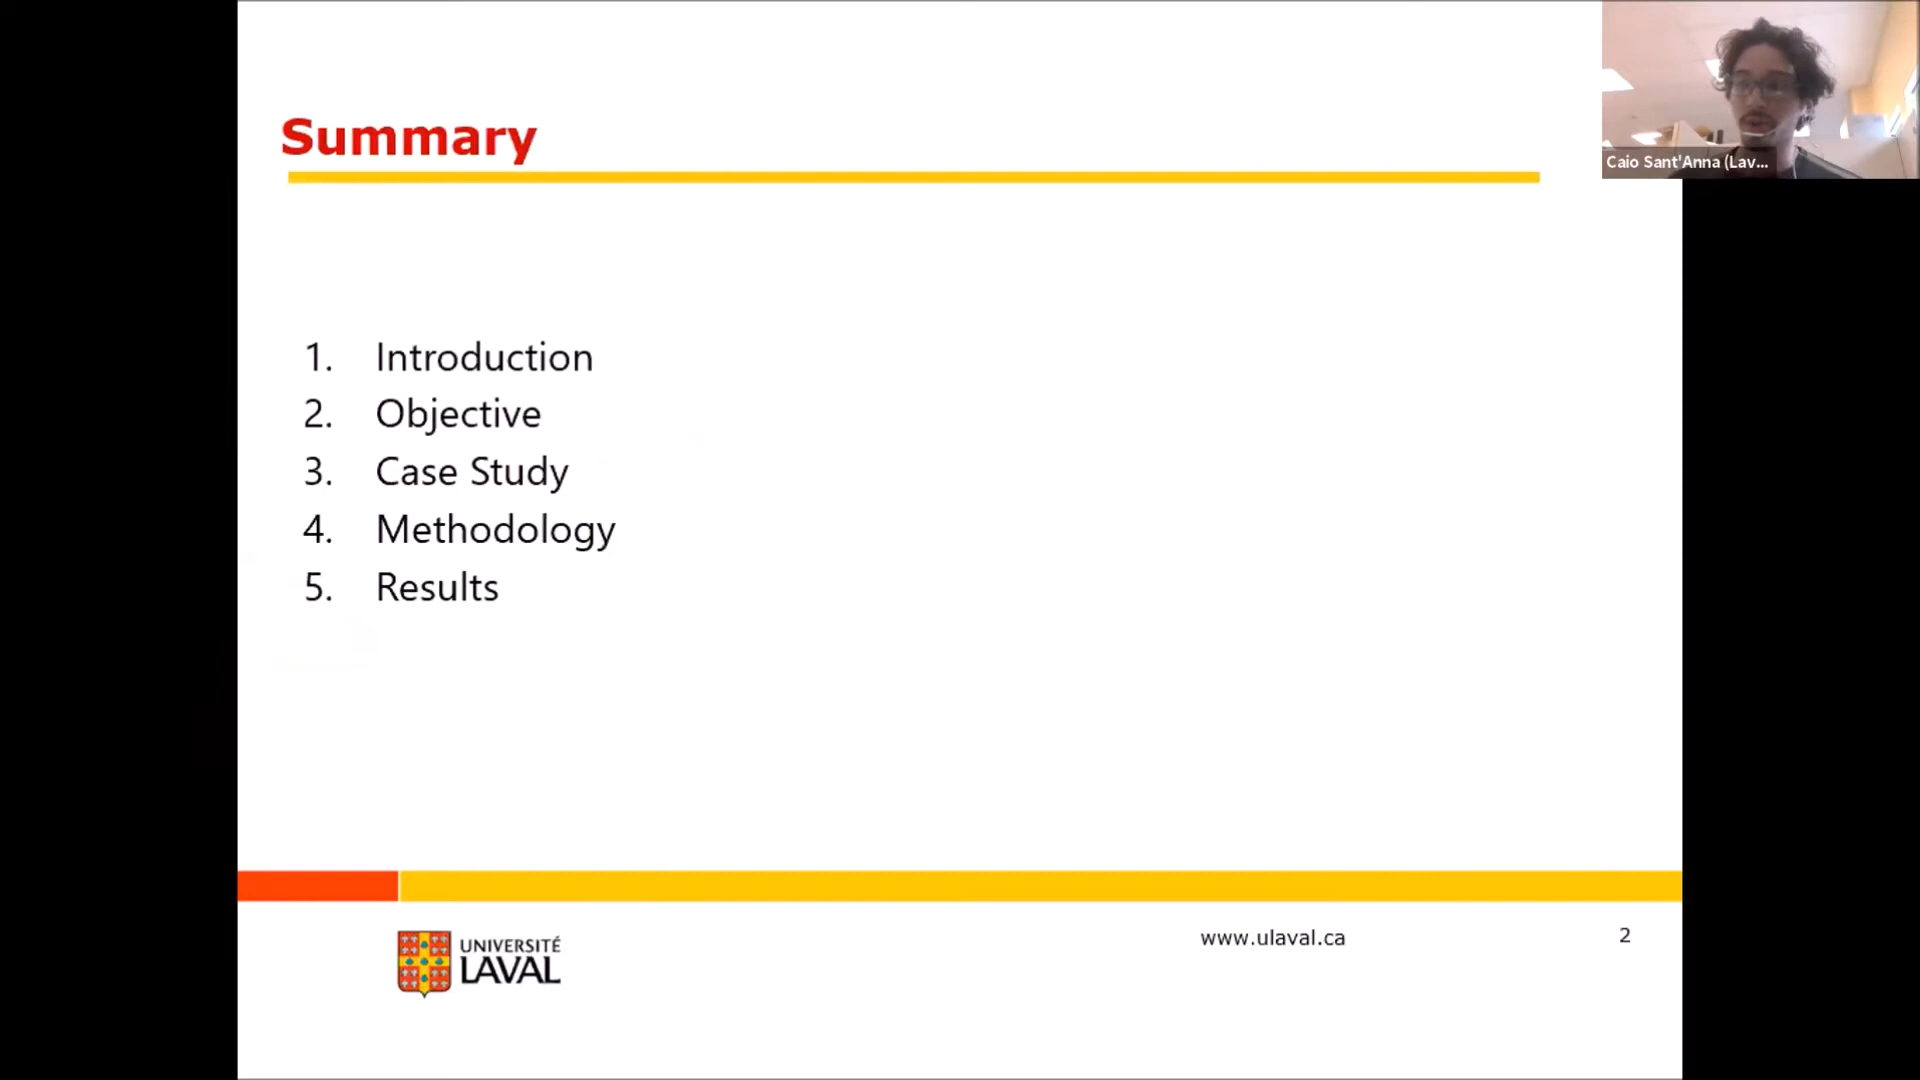 Summary
Caio Sant'Anna (Lav...
1. Introduction
2. Objective
3. Case Study
4. Methodology
5. Results
UNIVERSITÉ
LAVAL
www.ulaval.ca
2